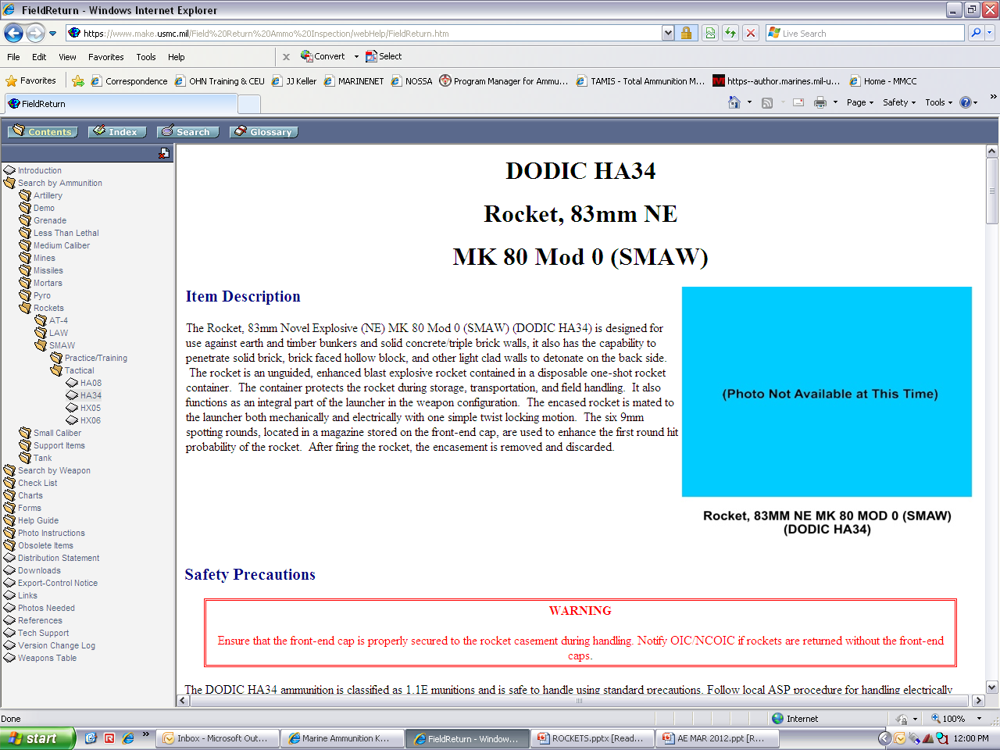 FieldReturn - Windows Internet Explorer
https://www.make.usmc.mil/Field%20Return%20Ammo%20Inspection/webHelp/FieldReturn.htm
Live Search
File Edit View Favorites Tools Help
Convert Select
Favorites Correspondence OHN Training & CEU JJ Keller MARINENET NOSSA Program Manager for Ammu... TAMIS - Total Ammunition M... https--author.marines.mil-u... Home - MMCC
FieldReturn
Page Safety Tools
Contents Index Search Glossary
Introduction
Search by Ammunition
Artillery
Demo
Grenade
Less Than Lethal
Medium Caliber
Mines
Missiles
Mortars
Pyro
Rockets
AT-4
LAW
SMAW
Practice/Training
Tactical
HA08
HA34
HX05
HX06
Small Caliber
Support Items
Tank
Search by Weapon
Check List
Charts
Forms
Help Guide
Photo Instructions
Obsolete Items
Distribution Statement
Downloads
Export-Control Notice
Links
Photos Needed
References
Tech Support
Version Change Log
Weapons Table
DODIC HA34
Rocket, 83mm NE
MK 80 Mod 0 (SMAW)
Item Description
The Rocket, 83mm Novel Explosive (NE) MK 80 Mod 0 (SMAW) (DODIC HA34) is designed for
use against earth and timber bunkers and solid concrete/triple brick walls, it also has the capability to
penetrate solid brick, brick faced hollow block, and other light clad walls to detonate on the back side.
The rocket is an unguided, enhanced blast explosive rocket contained in a disposable one-shot rocket
container. The container protects the rocket during storage, transportation, and field handling. It also
functions as an integral part of the launcher in the weapon configuration. The encased rocket is mated to
the launcher both mechanically and electrically with one simple twist locking motion. The six 9mm
spotting rounds, located in a magazine stored on the front-end cap, are used to enhance the first round hit
probability of the rocket. After firing the rocket, the encasement is removed and discarded.
(Photo Not Available at This Time)
Rocket, 83MM NE MK 80 MOD 0 (SMAW)
(DODIC HA34)
Safety Precautions
WARNING
Ensure that the front-end cap is properly secured to the rocket casement during handling. Notify OIC/NCOIC if rockets are returned without the front-end
caps.
The DODIC HA34 ammunition is classified as 1.1E munitions and is safe to handle using standard precautions. Follow local ASP procedure for handling electrically
Done Internet 100%
start Inbox - Microsoft Out... Marine Ammunition K... FieldReturn - Window... ROCKETS.pptx [Read... AE MAR 2012.ppt [R... 12:00 PM